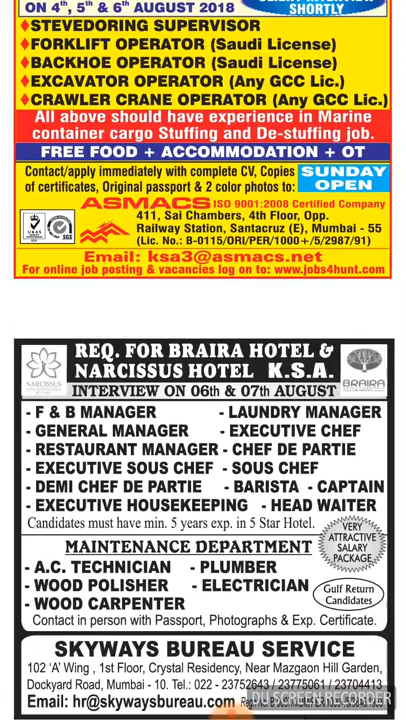 ON 4th, 5th & 6th AUGUST 2018
CLIENT INTERVIEW
SHORTLY
♦STEVEDORING SUPERVISOR
♦FORKLIFT OPERATOR (Saudi License)
♦BACKHOE OPERATOR (Saudi License)
♦EXCAVATOR OPERATOR (Any GCC Lic.)
♦CRAWLER CRANE OPERATOR (Any GCC Lic.)
All above should have experience in Marine
container cargo Stuffing and De-stuffing job.
FREE FOOD + ACCOMMODATION + OT
Contact/apply immediately with complete CV, Copies
of certificates, Original passport & 2 color photos to:
SUNDAY
OPEN
UKAS
SGS
ASMACS ISO 9001:2008 Certified Company
411, Sai Chambers, 4th Floor, Opp.
Railway Station, Santacruz (E), Mumbai - 55
(Lic. No.: B-0115/ORI/PER/1000+/5/2987/91)
Email: ksa3@asmacs.net
For online job posting & vacancies log on to: www.jobs4hunt.com
REQ. FOR BRAIRA HOTEL &
NARCISSUS HOTEL K.S.A.
NARCISSUS
BRAIRA
INTERVIEW ON 06th & 07th AUGUST
- F & B MANAGER - LAUNDRY MANAGER
- GENERAL MANAGER - EXECUTIVE CHEF
- RESTAURANT MANAGER - CHEF DE PARTIE
- EXECUTIVE SOUS CHEF - SOUS CHEF
- DEMI CHEF DE PARTIE - BARISTA - CAPTAIN
- EXECUTIVE HOUSEKEEPING - HEAD WAITER
Candidates must have min. 5 years exp. in 5 Star Hotel.
VERY
ATTRACTIVE
SALARY
PACKAGE
MAINTENANCE DEPARTMENT
- A.C. TECHNICIAN - PLUMBER
- WOOD POLISHER - ELECTRICIAN
- WOOD CARPENTER
Gulf Return
Candidates
Contact in person with Passport, Photographs & Exp. Certificate.
SKYWAYS BUREAU SERVICE
102 'A' Wing , 1st Floor, Crystal Residency, Near Mazgaon Hill Garden,
Dockyard Road, Mumbai - 10. Tel.: 022 - 23752643 / 23775061 / 23704413
Email: hr@skywaysbureau.com
DU SCREEN RECORDER